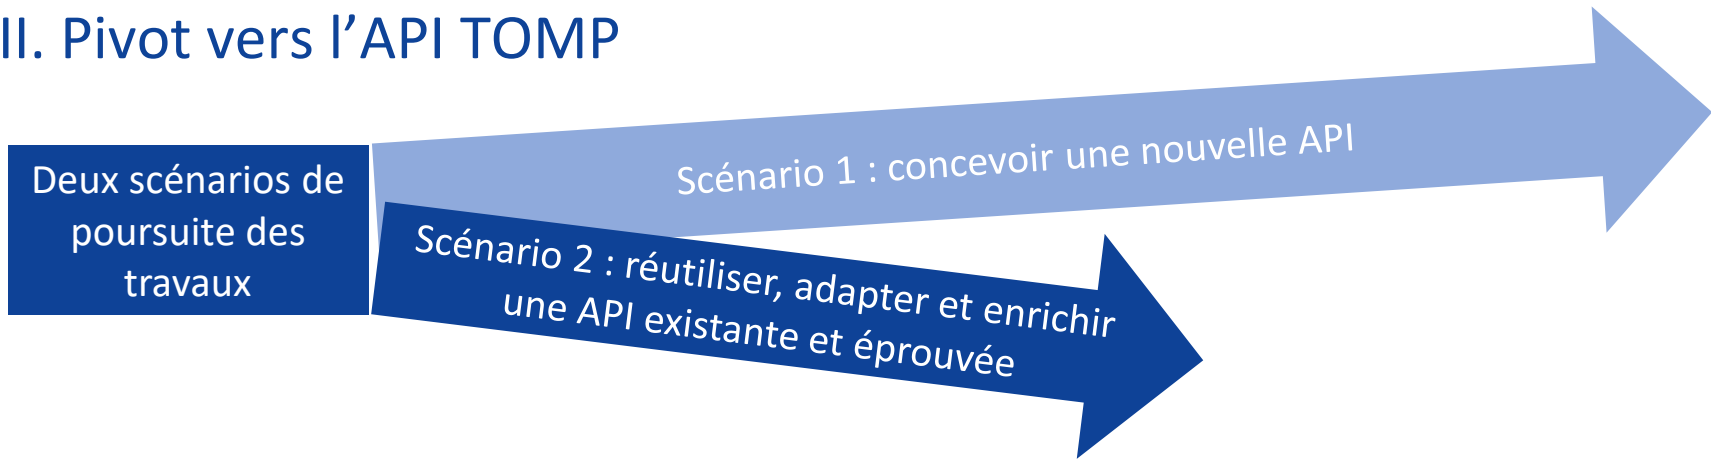 II. Pivot vers l’API TOMP
Deux scénarios de
poursuite des
travaux
Scénario 1 : concevoir une nouvelle API
Scénario 2 : réutiliser, adapter et enrichir
une API existante et éprouvée